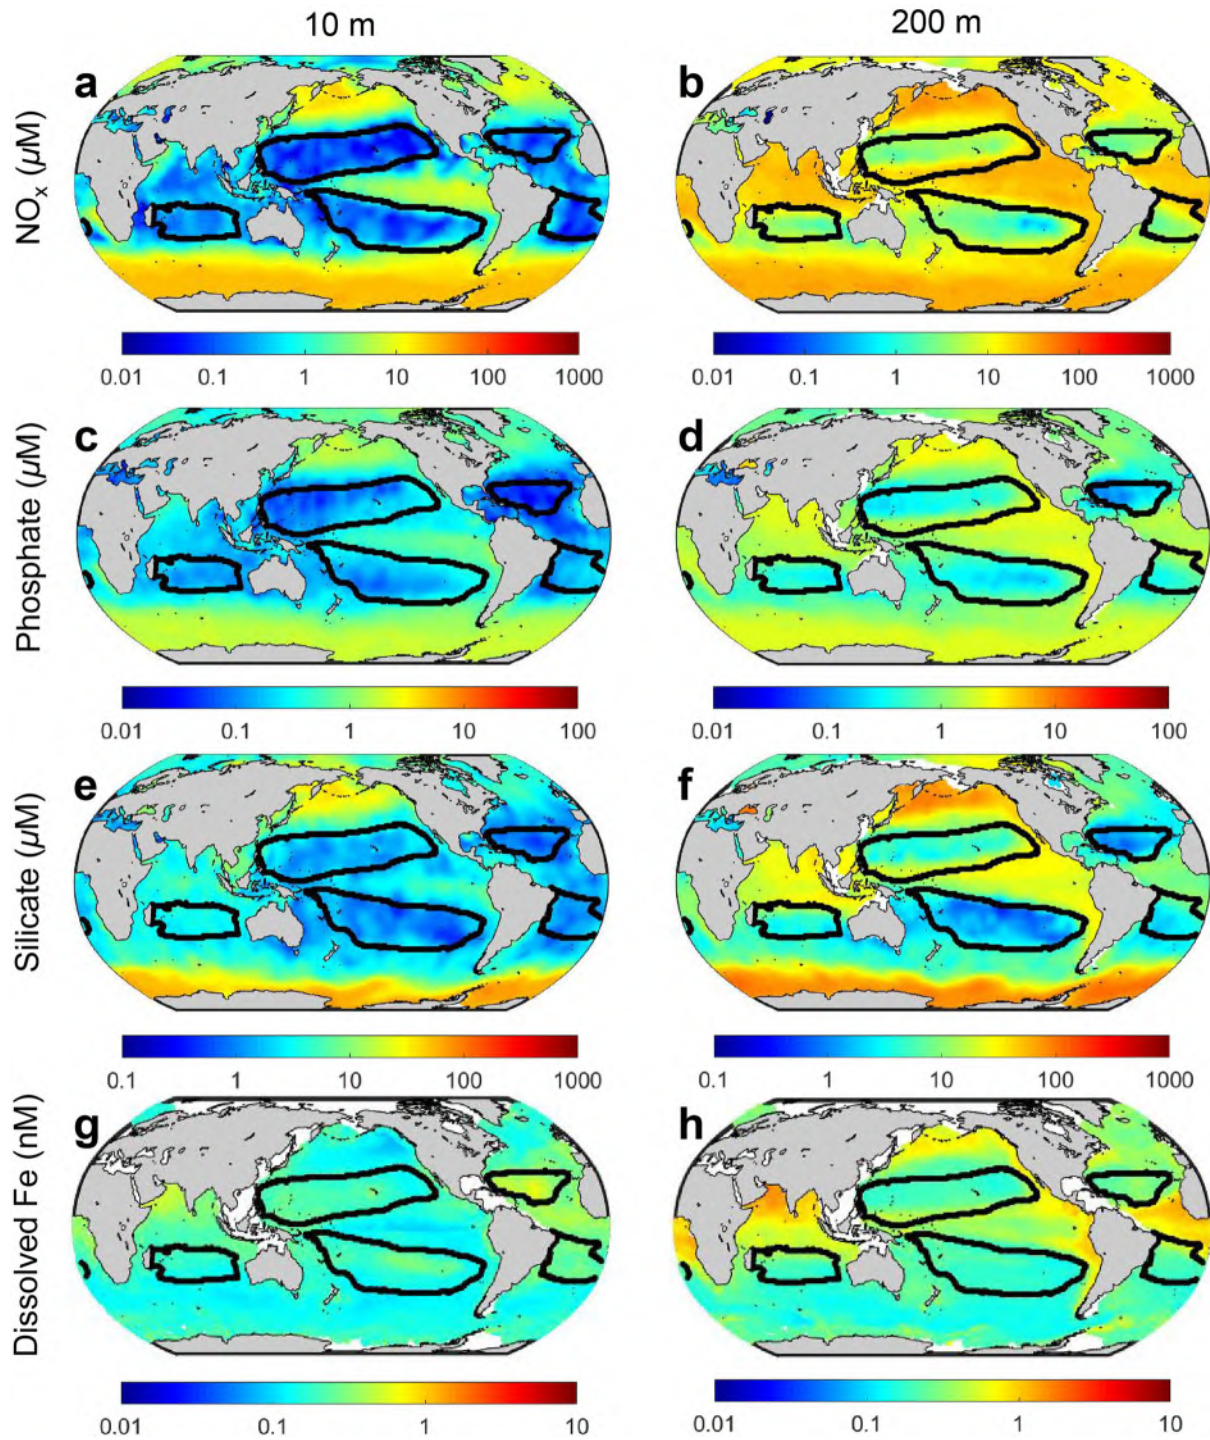 10 m
200 m
NOx (µM)
a
b
0.01 0.1 1 10 100 1000
0.01 0.1 1 10 100 1000
Phosphate (µM)
c
d
0.01 0.1 1 10 100
0.01 0.1 1 10 100
Silicate (µM)
e
f
0.1 1 10 100 1000
0.1 1 10 100 1000
Dissolved Fe (nM)
g
h
0.01 0.1 1 10
0.01 0.1 1 10